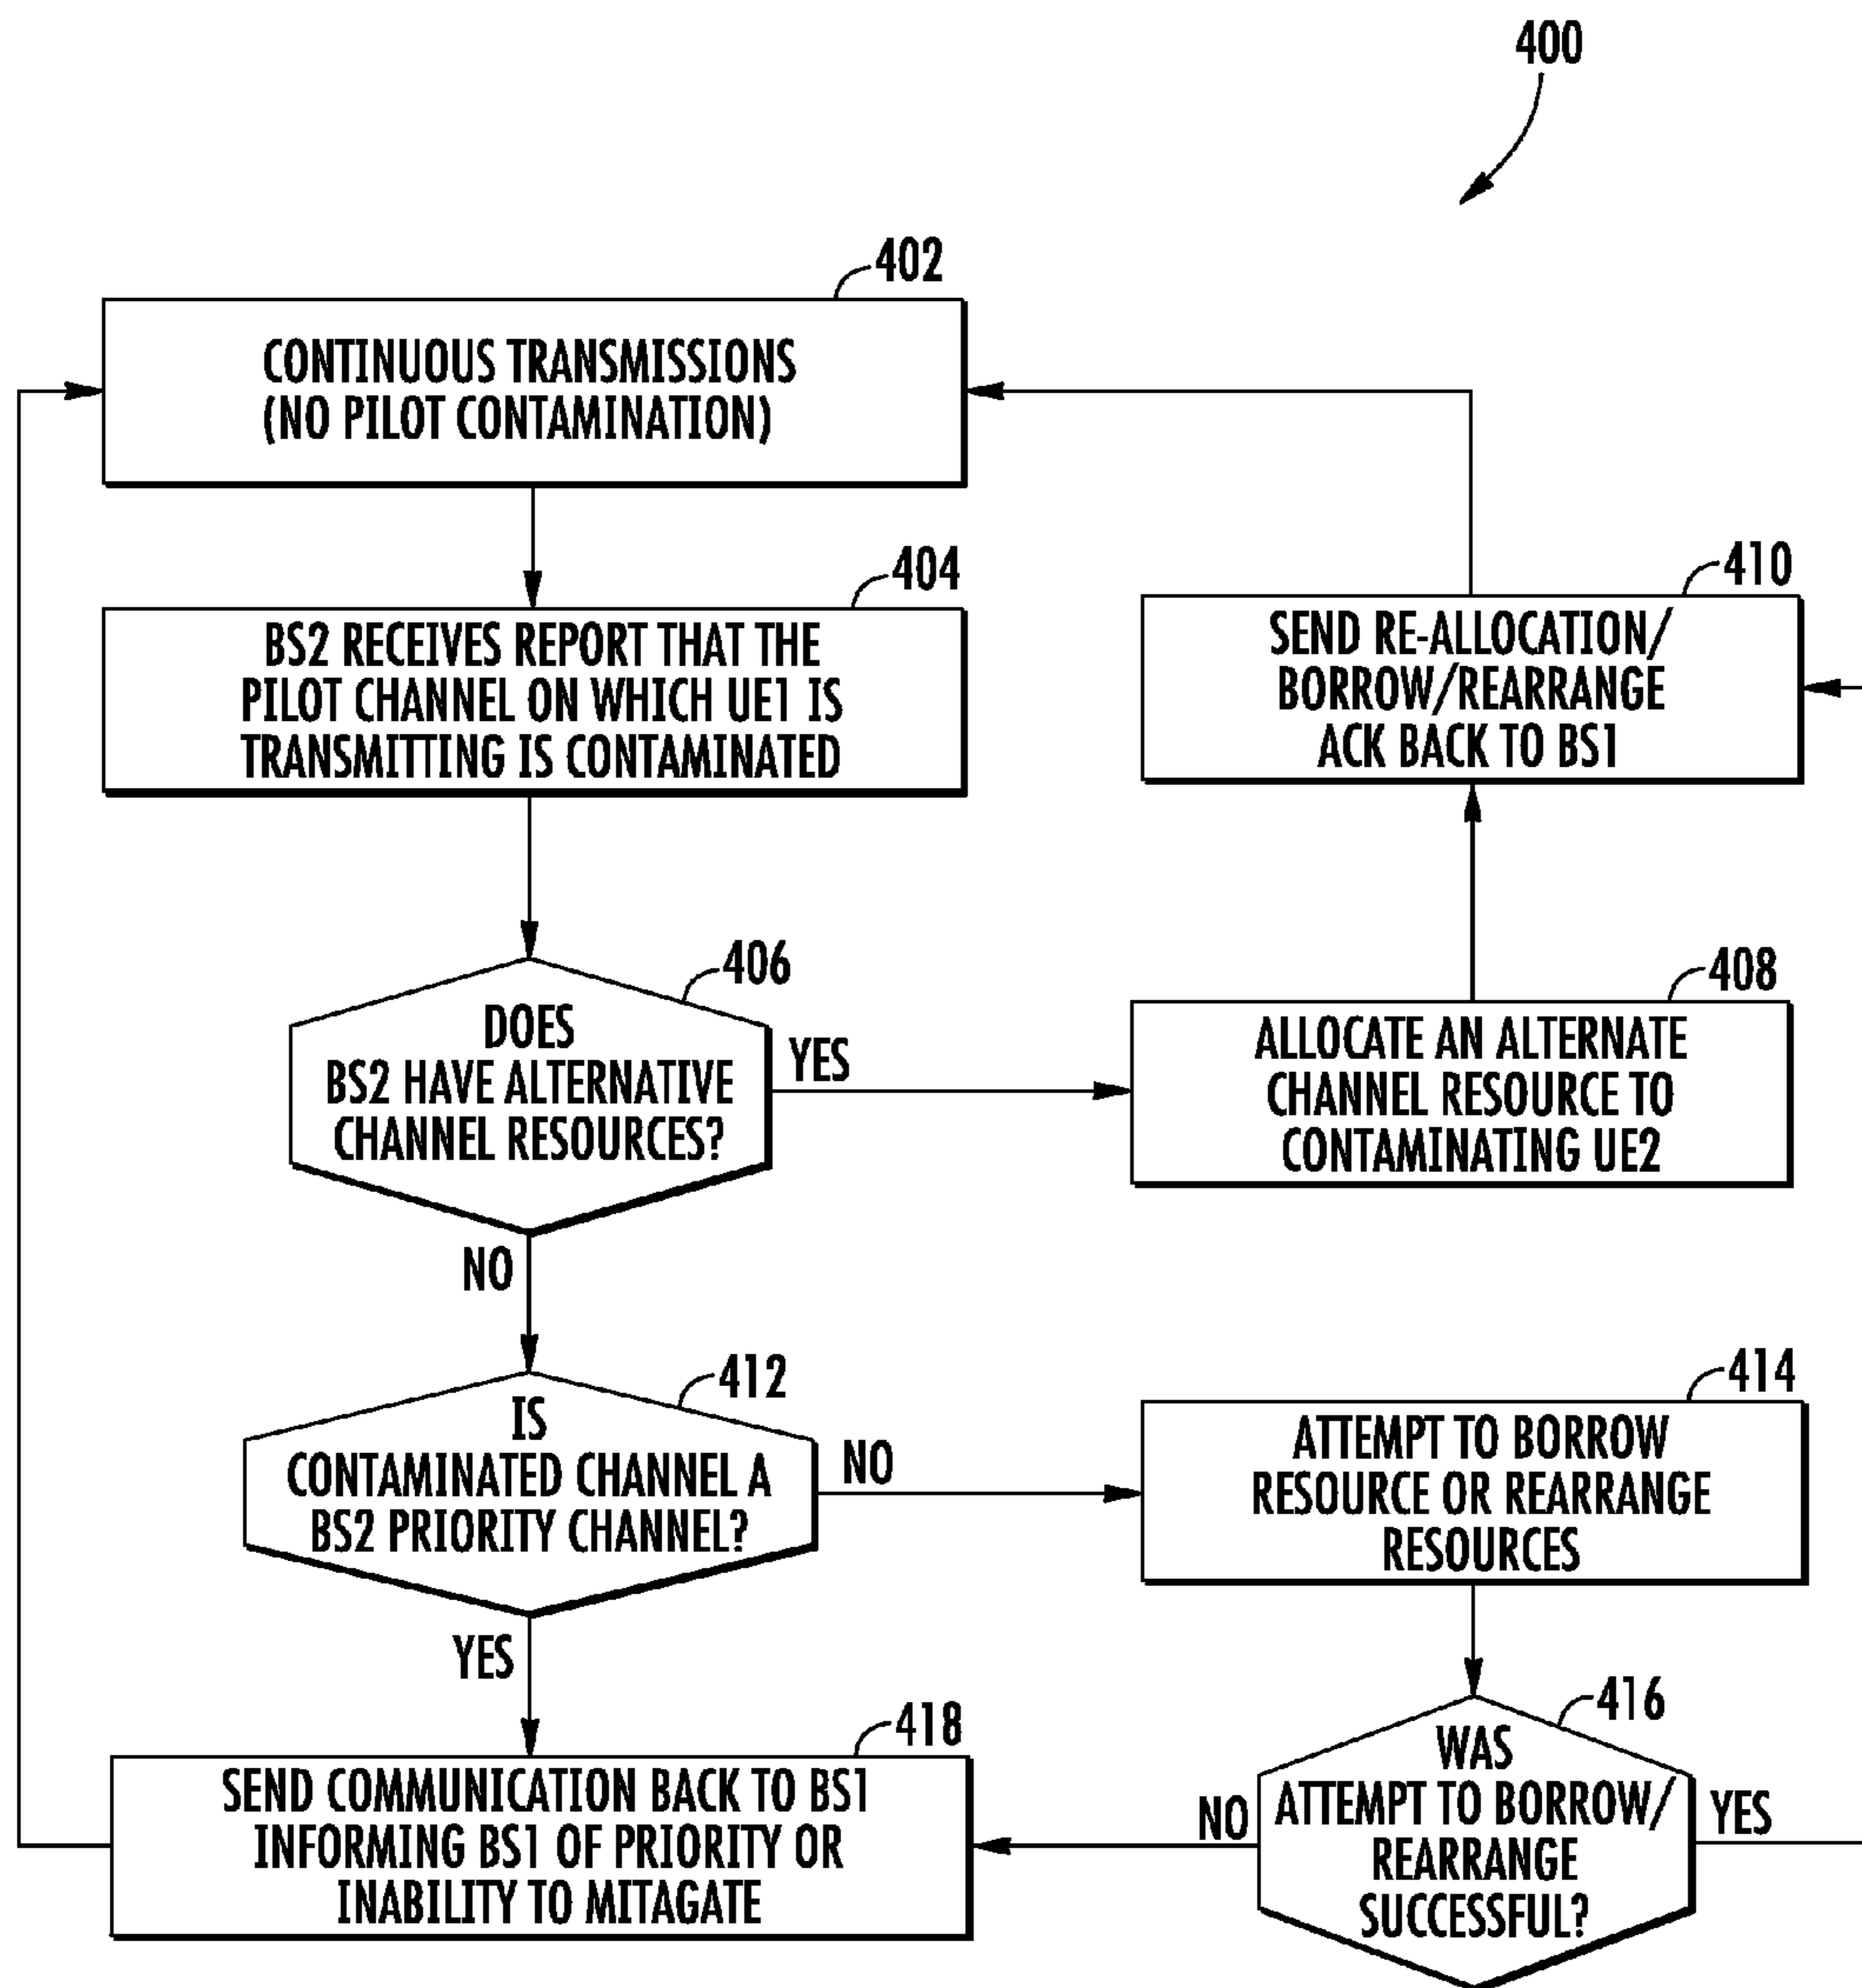 400
402
CONTINUOUS TRANSMISSIONS
(NO PILOT CONTAMINATION)
404
BS2 RECEIVES REPORT THAT THE
PILOT CHANNEL ON WHICH UE1 IS
TRANSMITTING IS CONTAMINATED
410
SEND RE-ALLOCATION/
BORROW/REARRANGE
ACK BACK TO BS1
406
DOES
BS2 HAVE ALTERNATIVE
CHANNEL RESOURCES?
YES
NO
408
ALLOCATE AN ALTERNATE
CHANNEL RESOURCE TO
CONTAMINATING UE2
412
IS
CONTAMINATED CHANNEL A
BS2 PRIORITY CHANNEL?
NO
YES
414
ATTEMPT TO BORROW
RESOURCE OR REARRANGE
RESOURCES
416
WAS
ATTEMPT TO BORROW/
REARRANGE
SUCCESSFUL?
NO
YES
418
SEND COMMUNICATION BACK TO BS1
INFORMING BS1 OF PRIORITY OR
INABILITY TO MITAGATE